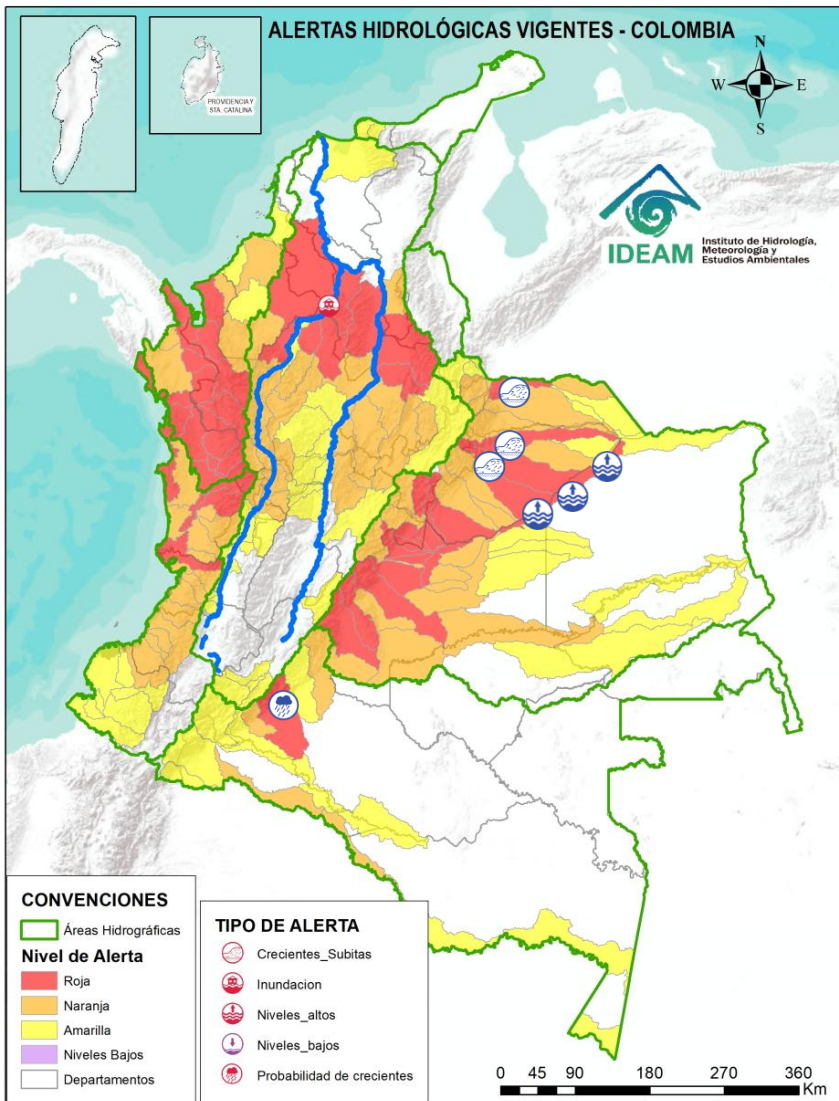 ALERTAS HIDROLÓGICAS VIGENTES - COLOMBIA
PROVIDENCIA Y
STA. CATALINA
N
W
E
S
IDEAM
Instituto de Hidrología,
Meteorología y
Estudios Ambientales
CONVENCIONES
Áreas Hidrográficas
Nivel de Alerta
Roja
Naranja
Amarilla
Niveles Bajos
Departamentos
TIPO DE ALERTA
Crecientes_Subitas
Inundacion
Niveles_altos
Niveles_bajos
Probabilidad de crecientes
0 45 90 180 270 360
Km